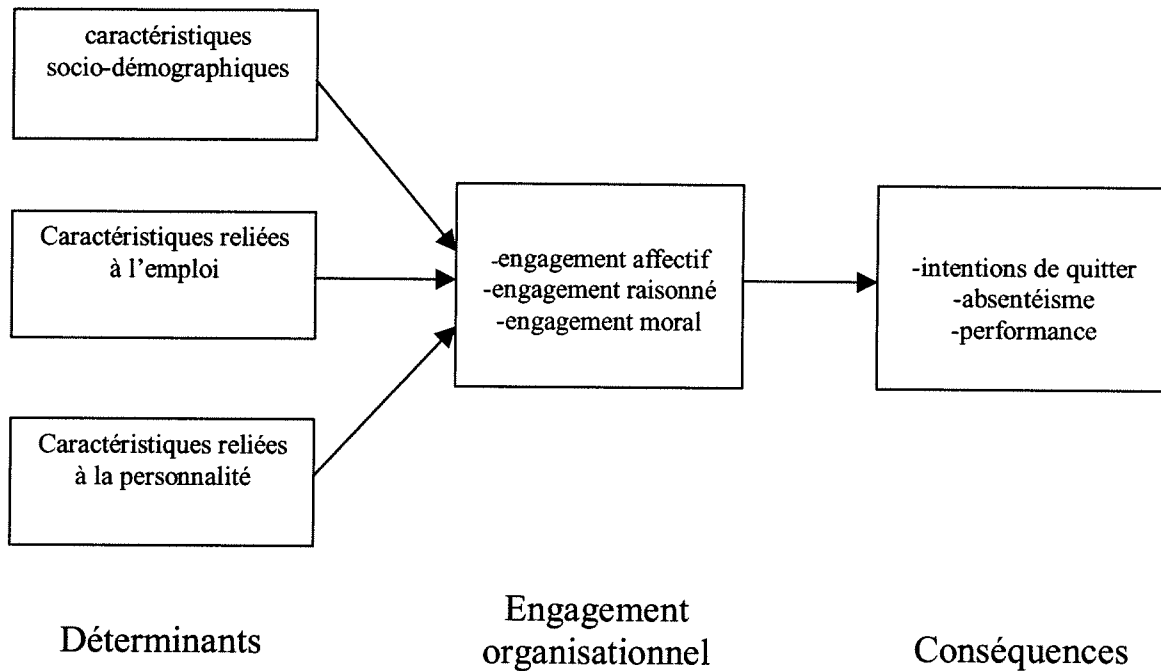 caractéristiques
socio-démographiques
Caractéristiques reliées
à l'emploi
Caractéristiques reliées
à la personnalité
-engagement affectif
-engagement raisonné
-engagement moral
-intentions de quitter
-absentéisme
-performance
Déterminants
Engagement
organisationnel
Conséquences